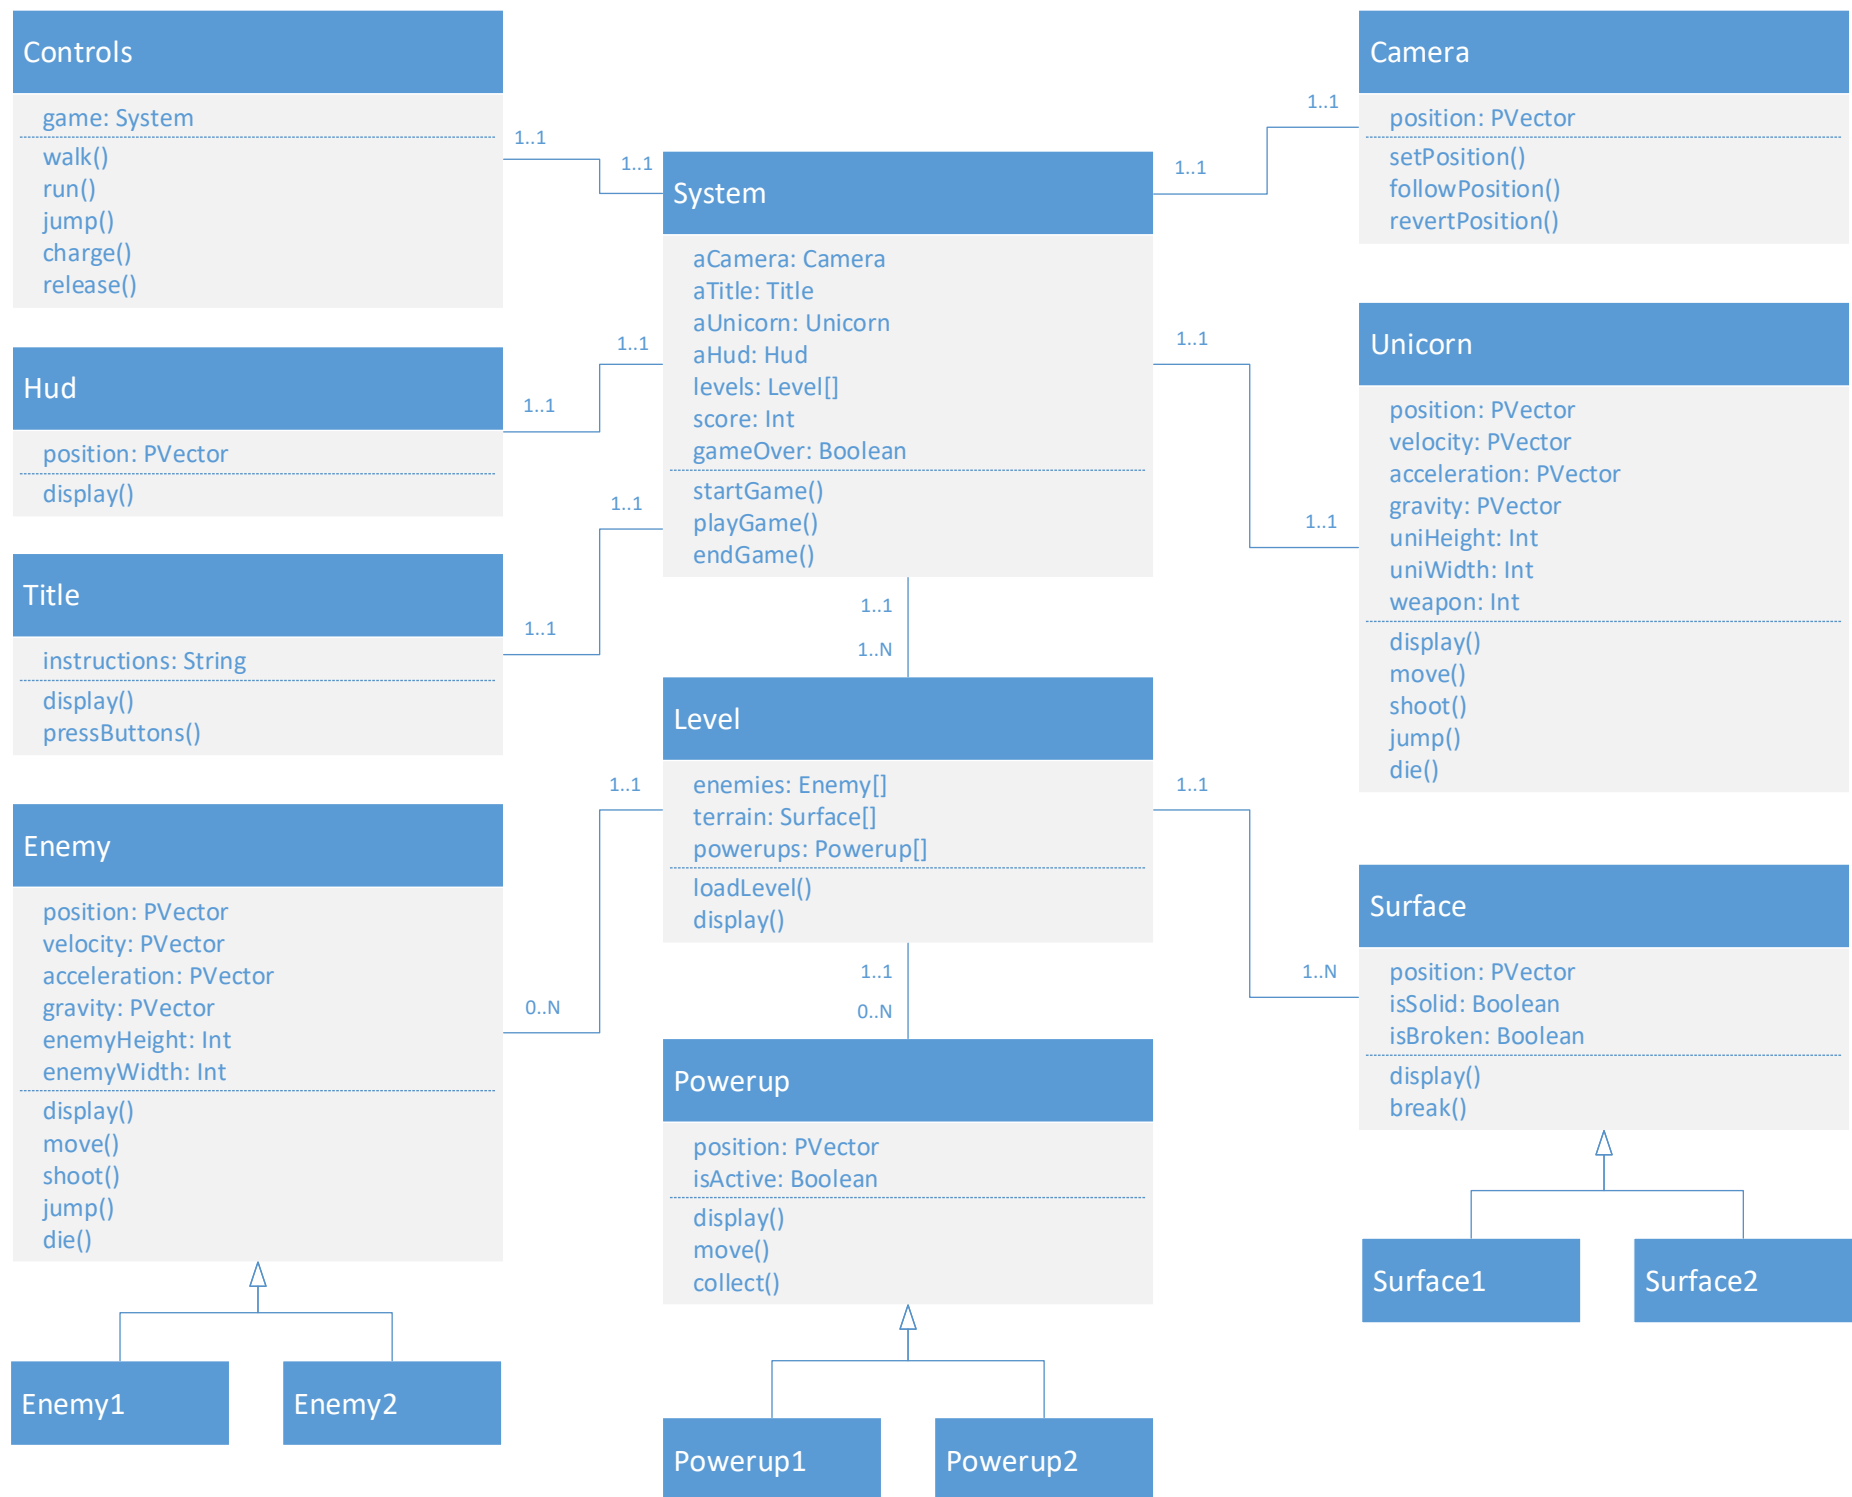 Controls
game: System
walk()
run()
jump()
charge()
release()
1..1
1..1
Hud
position: PVector
display()
1..1
1..1
Title
instructions: String
display()
pressButtons()
1..1
1..1
System
aCamera: Camera
aTitle: Title
aUnicorn: Unicorn
aHud: Hud
levels: Level[]
score: Int
gameOver: Boolean
startGame()
playGame()
endGame()
1..1
1..N
Camera
position: PVector
setPosition()
followPosition()
revertPosition()
1..1
1..1
Unicorn
position: PVector
velocity: PVector
acceleration: PVector
gravity: PVector
uniHeight: Int
uniWidth: Int
weapon: Int
display()
move()
shoot()
jump()
die()
1..1
1..1
Level
enemies: Enemy[]
terrain: Surface[]
powerups: Powerup[]
loadLevel()
display()
1..1
0..N
1..1
0..N
1..1
1..N
Enemy
position: PVector
velocity: PVector
acceleration: PVector
gravity: PVector
enemyHeight: Int
enemyWidth: Int
display()
move()
shoot()
jump()
die()
Enemy1
Enemy2
Powerup
position: PVector
isActive: Boolean
display()
move()
collect()
Powerup1
Powerup2
Surface
position: PVector
isSolid: Boolean
isBroken: Boolean
display()
break()
Surface1
Surface2